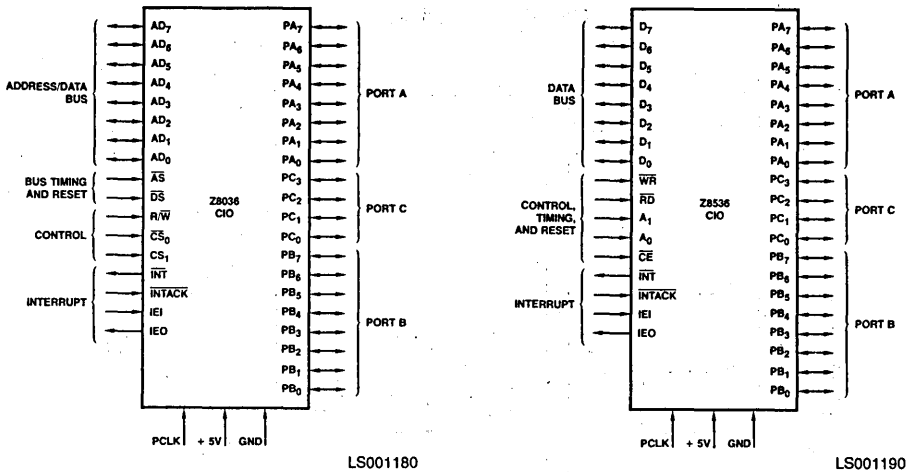 AD7
AD6
AD5
AD4
AD3
AD2
AD1
AD0
ADDRESS/DATA
BUS
AS
DS
BUS TIMING
AND RESET
R/W
CS0
CS1
CONTROL
INT
INTACK
IEI
IEO
INTERRUPT
Z8036
CIO
PA7
PA6
PA5
PA4
PA3
PA2
PA1
PA0
PORT A
PC3
PC2
PC1
PC0
PORT C
PB7
PB6
PB5
PB4
PB3
PB2
PB1
PB0
PORT B
PCLK + 5V GND
LS001180
D7
D6
D5
D4
D3
D2
D1
D0
DATA
BUS
WR
RD
A1
A0
CE
CONTROL,
TIMING,
AND RESET
INT
INTACK
IEI
IEO
INTERRUPT
Z8536
CIO
PA7
PA6
PA5
PA4
PA3
PA2
PA1
PA0
PORT A
PC3
PC2
PC1
PC0
PORT C
PB7
PB6
PB5
PB4
PB3
PB2
PB1
PB0
PORT B
PCLK + 5V GND
LS001190